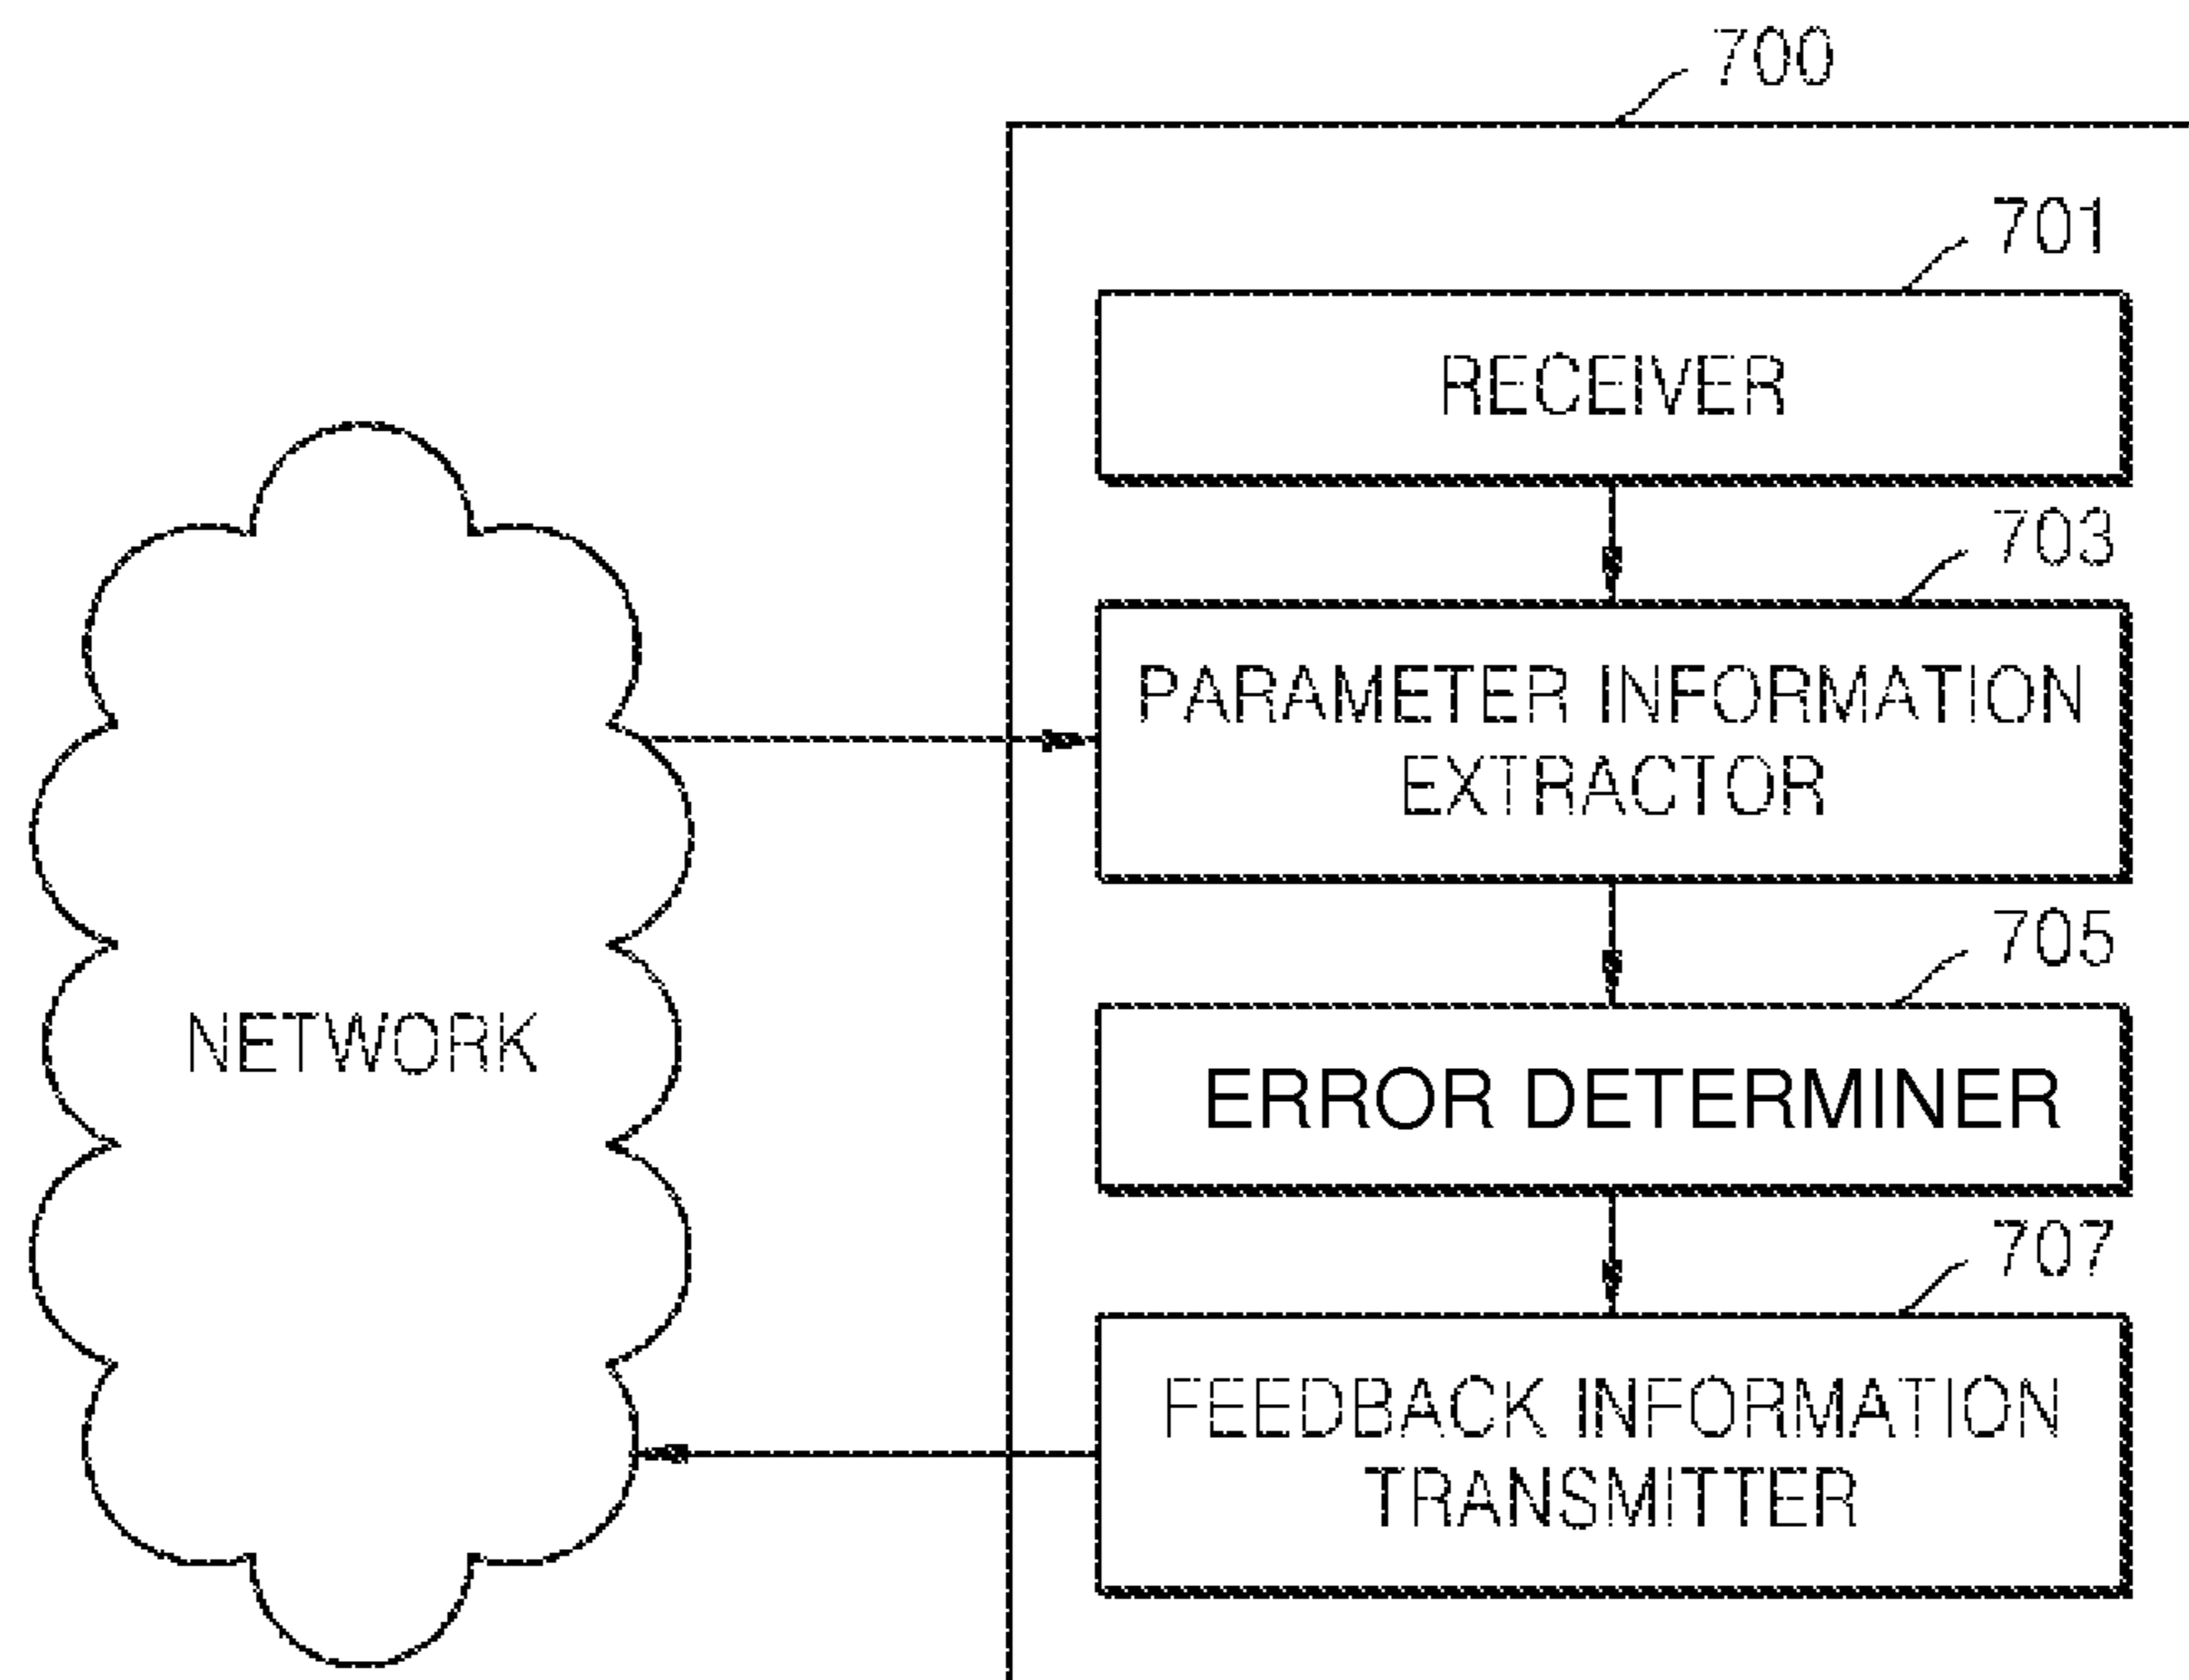 700
701
RECEIVER
703
PARAMETER INFORMATION
EXTRACTOR
705
NETWORK
ERROR DETERMINER
707
FEEDBACK INFORMATION
TRANSMITTER